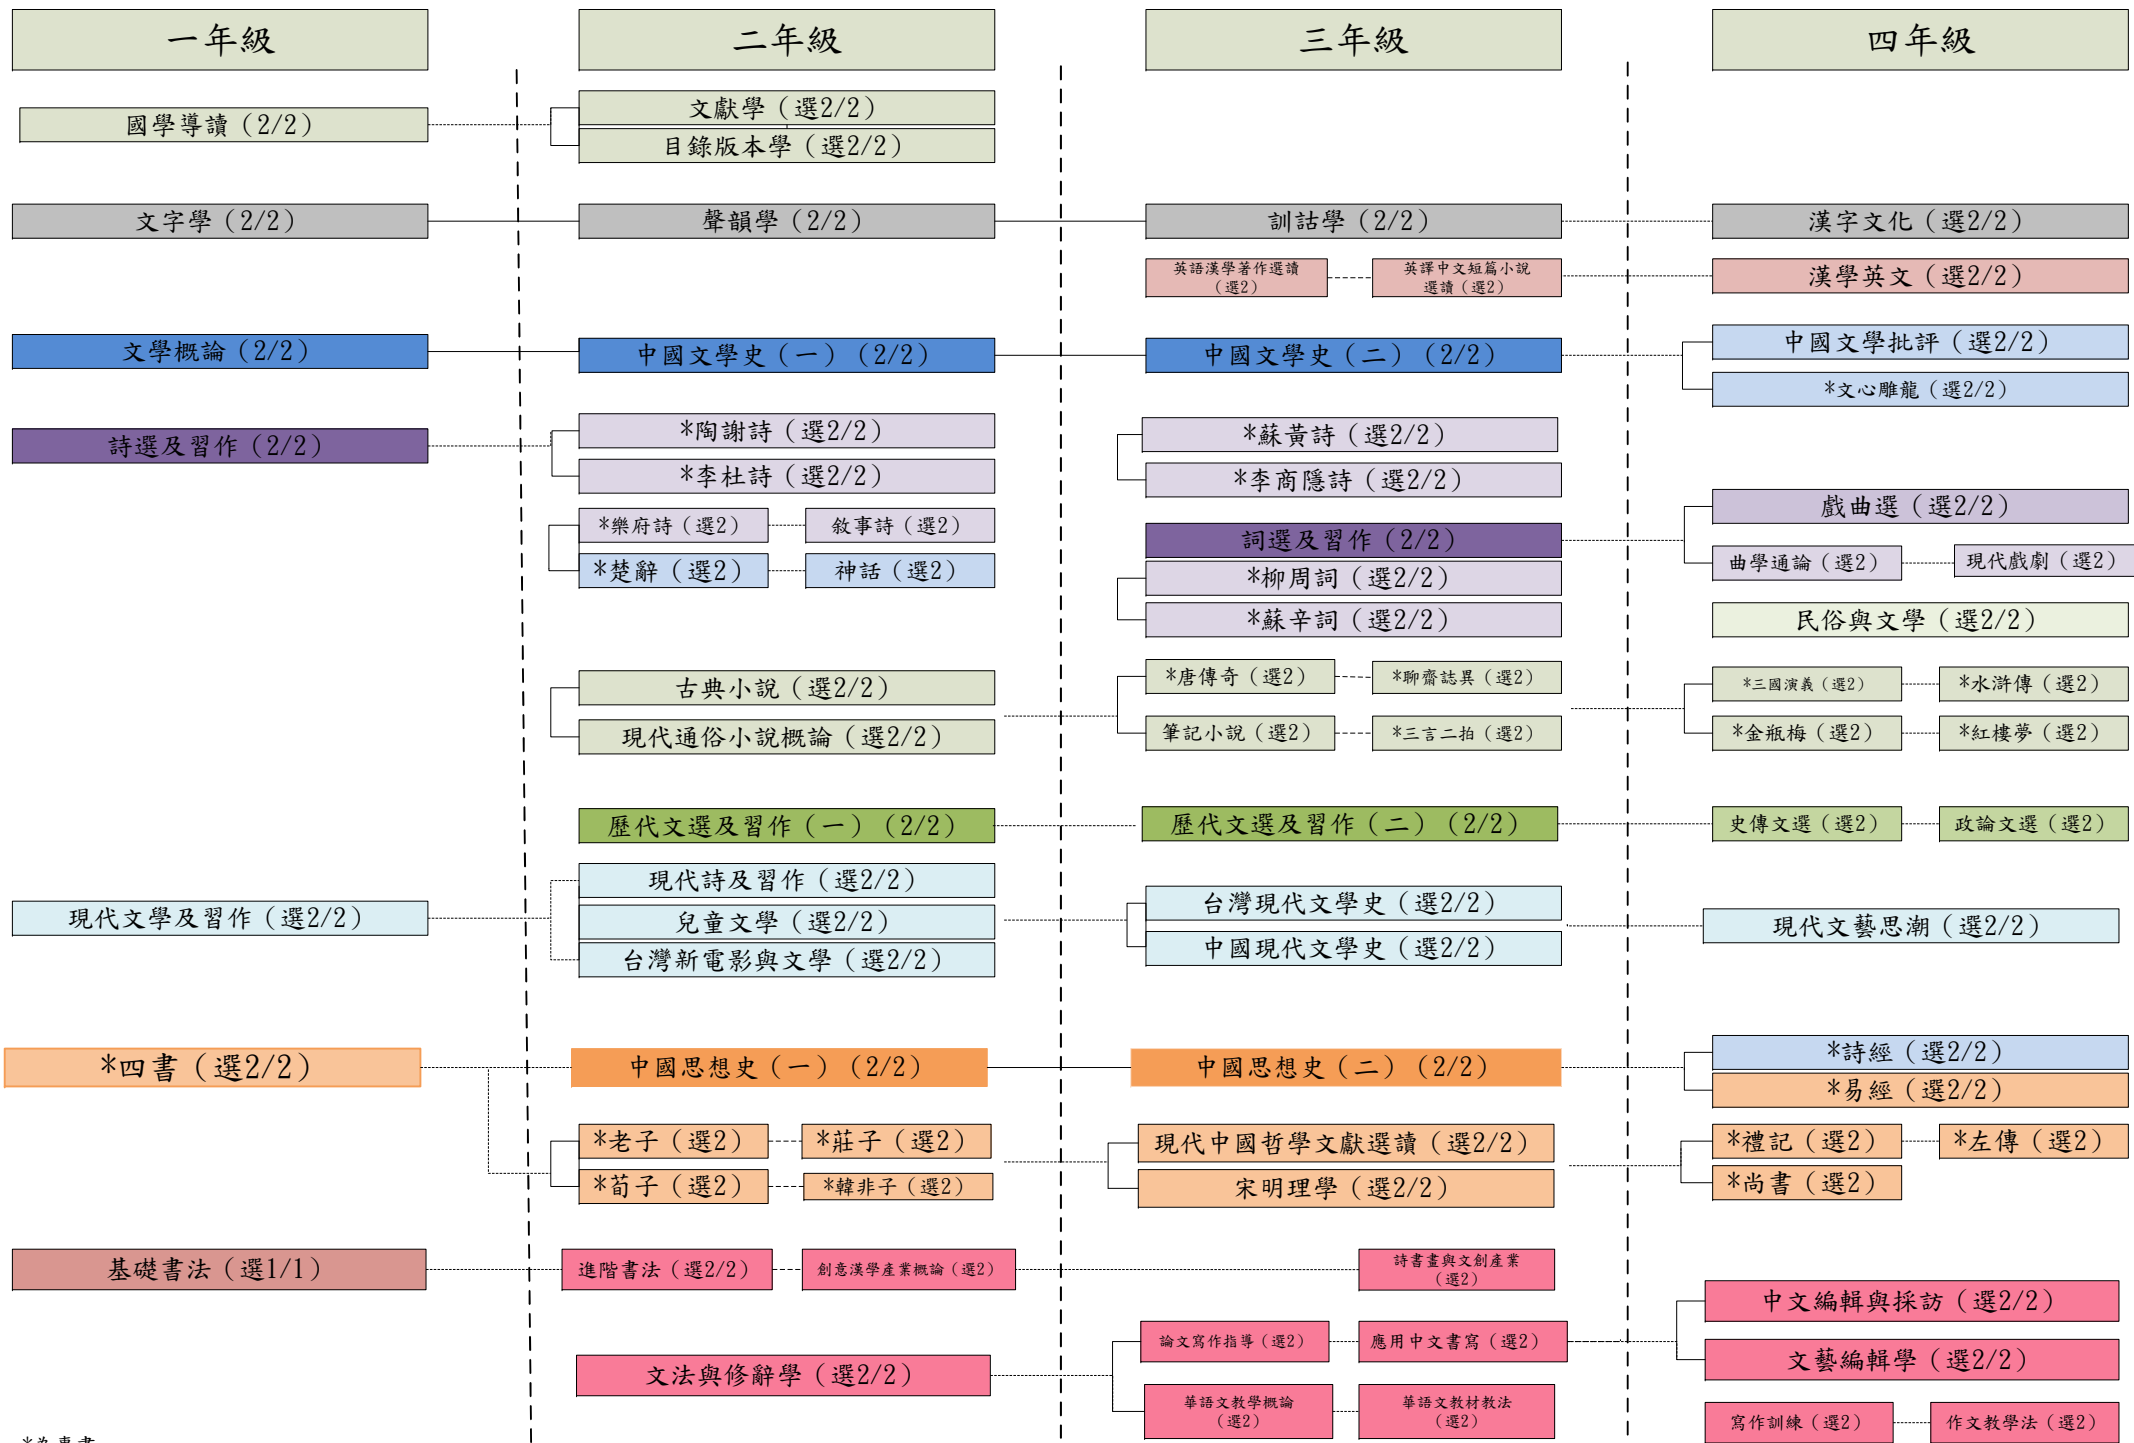 一年級
二年級
三年級
四年級
國學導讀（2/2）
文獻學（選2/2）
目錄版本學（選2/2）
文字學（2/2）
聲韻學（2/2）
訓詁學（2/2）
漢字文化（選2/2）
英語漢學著作選讀
（選2）
英譯中文短篇小說
選讀（選2）
漢學英文（選2/2）
文學概論（2/2）
中國文學史（一）（2/2）
中國文學史（二）（2/2）
中國文學批評（選2/2）
*文心雕龍（選2/2）
詩選及習作（2/2）
*陶謝詩（選2/2）
*李杜詩（選2/2）
*蘇黃詩（選2/2）
*李商隱詩（選2/2）
*樂府詩（選2）
敘事詩（選2）
*楚辭（選2）
神話（選2）
詞選及習作（2/2）
*柳周詞（選2/2）
*蘇辛詞（選2/2）
戲曲選（選2/2）
曲學通論（選2）
現代戲劇（選2）
民俗與文學（選2/2）
古典小說（選2/2）
現代通俗小說概論（選2/2）
*唐傳奇（選2）
*聊齋誌異（選2）
筆記小說（選2）
*三言二拍（選2）
*三國演義（選2）
*水滸傳（選2）
*金瓶梅（選2）
*紅樓夢（選2）
歷代文選及習作（一）（2/2）
歷代文選及習作（二）（2/2）
史傳文選（選2）
政論文選（選2）
現代文學及習作（選2/2）
現代詩及習作（選2/2）
兒童文學（選2/2）
台灣新電影與文學（選2/2）
台灣現代文學史（選2/2）
中國現代文學史（選2/2）
現代文藝思潮（選2/2）
*四書（選2/2）
中國思想史（一）（2/2）
中國思想史（二）（2/2）
*詩經（選2/2）
*易經（選2/2）
*老子（選2）
*莊子（選2）
*荀子（選2）
*韓非子（選2）
現代中國哲學文獻選讀（選2/2）
宋明理學（選2/2）
*禮記（選2）
*左傳（選2）
*尚書（選2）
基礎書法（選1/1）
進階書法（選2/2）
創意漢學產業概論（選2）
詩書畫與文創產業
（選2）
文法與修辭學（選2/2）
論文寫作指導（選2）
應用中文書寫（選2）
華語文教學概論
（選2）
華語文教材教法
（選2）
中文編輯與採訪（選2/2）
文藝編輯學（選2/2）
寫作訓練（選2）
作文教學法（選2）
*為專書